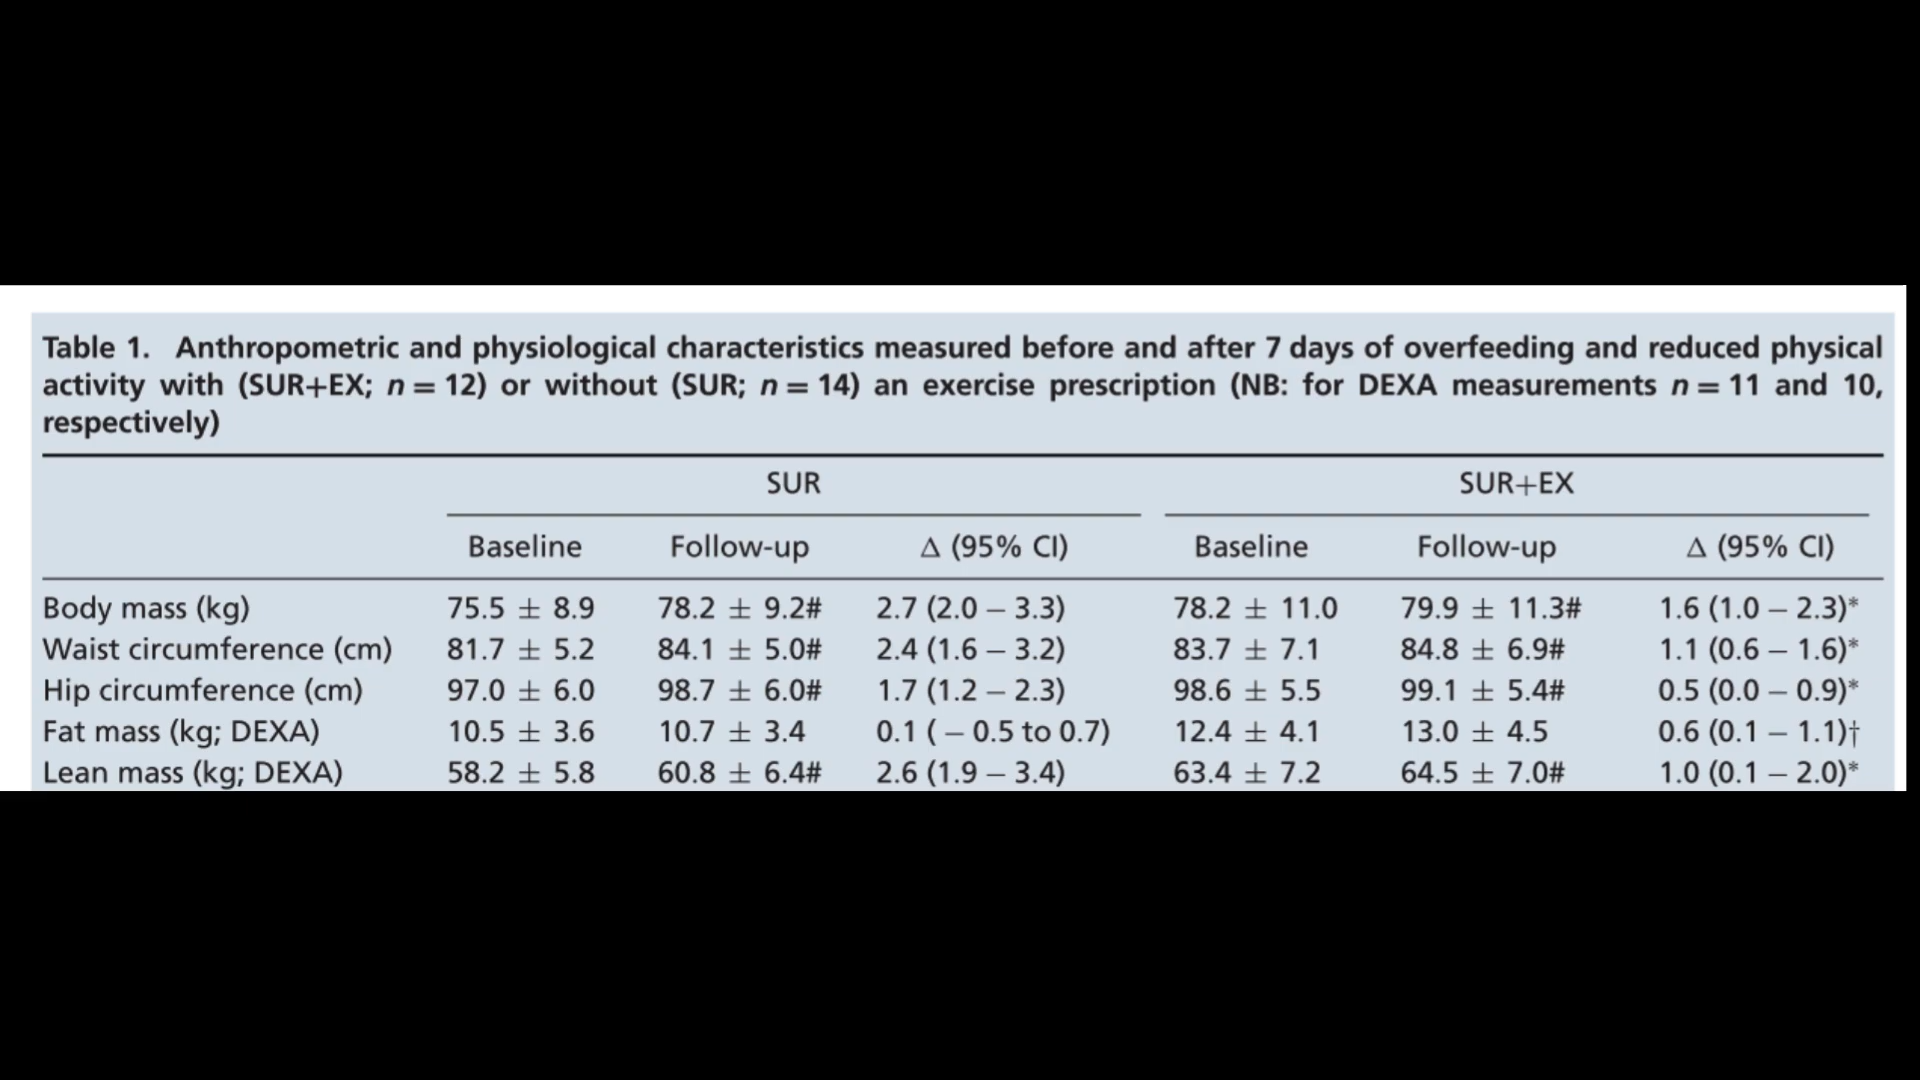 Table 1. Anthropometric and physiological characteristics measured before and after 7 days of overfeeding and reduced physical
activity with (SUR+EX; n = 12) or without (SUR; n = 14) an exercise prescription (NB: for DEXA measurements n = 11 and 10,
respectively)
SUR SUR+EX
Baseline Follow-up Δ (95% CI) Baseline Follow-up Δ (95% CI)
Body mass (kg) 75.5 ± 8.9 78.2 ± 9.2# 2.7 (2.0 – 3.3) 78.2 ± 11.0 79.9 ± 11.3# 1.6 (1.0 – 2.3)*
Waist circumference (cm) 81.7 ± 5.2 84.1 ± 5.0# 2.4 (1.6 – 3.2) 83.7 ± 7.1 84.8 ± 6.9# 1.1 (0.6 – 1.6)*
Hip circumference (cm) 97.0 ± 6.0 98.7 ± 6.0# 1.7 (1.2 – 2.3) 98.6 ± 5.5 99.1 ± 5.4# 0.5 (0.0 – 0.9)*
Fat mass (kg; DEXA) 10.5 ± 3.6 10.7 ± 3.4 0.1 ( – 0.5 to 0.7) 12.4 ± 4.1 13.0 ± 4.5 0.6 (0.1 – 1.1)†
Lean mass (kg; DEXA) 58.2 ± 5.8 60.8 ± 6.4# 2.6 (1.9 – 3.4) 63.4 ± 7.2 64.5 ± 7.0# 1.0 (0.1 – 2.0)*